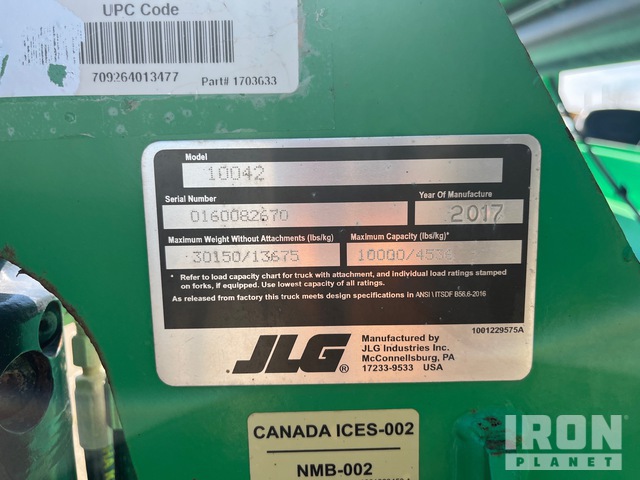 UPC Code
709264013477 Part# 1703633
Model
10042
Serial Number Year Of Manufacture
0160082670 2017
Maximum Weight Without Attachments (lbs/kg) Maximum Capacity (lbs/kg)*
30150/13675 10000/4536
* Refer to load capacity chart for truck with attachment, and individual load ratings stamped
on forks, if equipped. Use lowest capacity of all ratings.
As released from factory this truck meets design specifications in ANSI \ ITSDF B56.6-2016
1001229575A
JLG®
Manufactured by
JLG Industries Inc.
McConnellsburg, PA
17233-9533 USA
CANADA ICES-002
NMB-002
IRON
PLANET